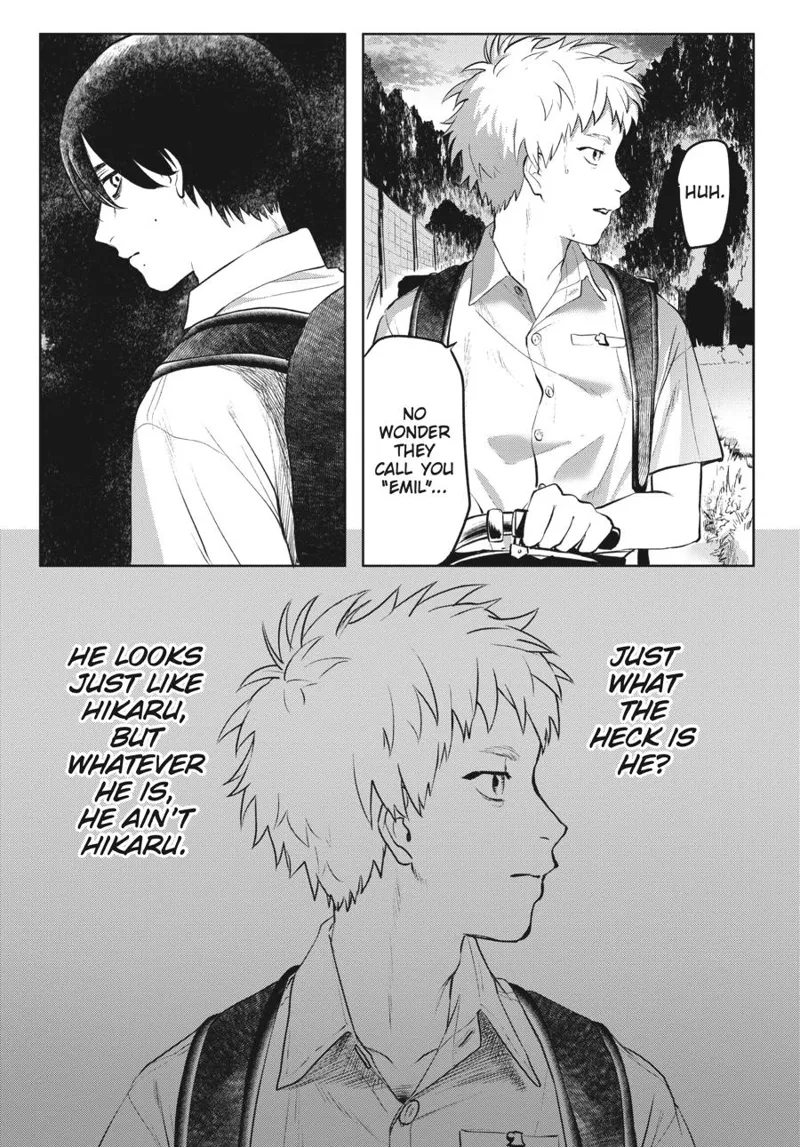 HUH.
NO
WONDER
THEY
CALL YOU
"EMIL"...
JUST
WHAT
THE
HECK IS
HE?
HE LOOKS
JUST LIKE
HIKARU,
BUT
WHATEVER
HE IS,
HE AIN'T
HIKARU.